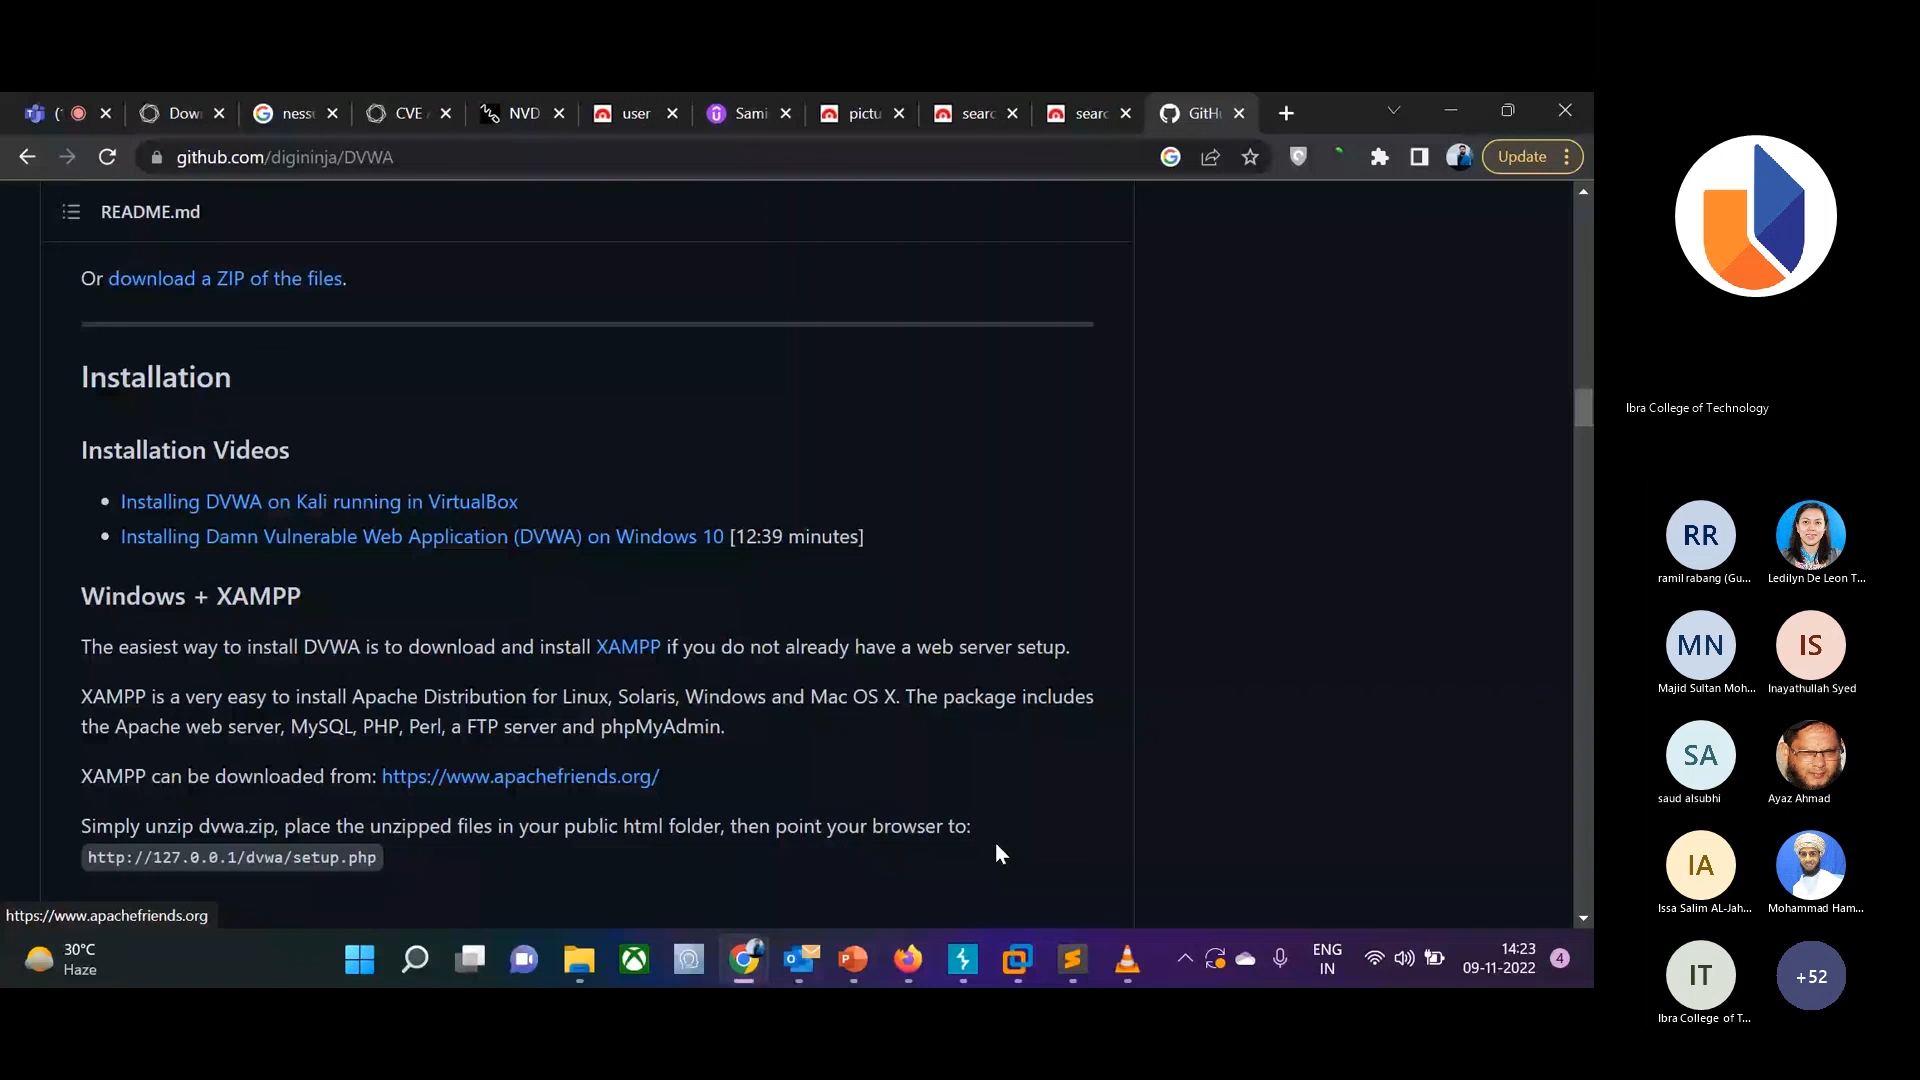 (
Dow
ness
CVE /
NVD
user
Sami
pictu
searc
searc
GitHu
github.com/digininja/DVWA
Update
README.md
Or download a ZIP of the files.
Installation
Installation Videos
Installing DVWA on Kali running in VirtualBox
Installing Damn Vulnerable Web Application (DVWA) on Windows 10 [12:39 minutes]
Windows + XAMPP
The easiest way to install DVWA is to download and install XAMPP if you do not already have a web server setup.
XAMPP is a very easy to install Apache Distribution for Linux, Solaris, Windows and Mac OS X. The package includes
the Apache web server, MySQL, PHP, Perl, a FTP server and phpMyAdmin.
XAMPP can be downloaded from: https://www.apachefriends.org/
Simply unzip dvwa.zip, place the unzipped files in your public html folder, then point your browser to:
http://127.0.0.1/dvwa/setup.php
https://www.apachefriends.org
30°C
Haze
ENG
IN
14:23
09-11-2022
4
Ibra College of Technology
RR
ramil rabang (Gu...
Ledilyn De Leon T...
MN
IS
Majid Sultan Moh...
Inayathullah Syed
SA
saud alsubhi
Ayaz Ahmad
IA
Issa Salim AL-Jah...
Mohammad Ham...
IT
+52
Ibra College of T...